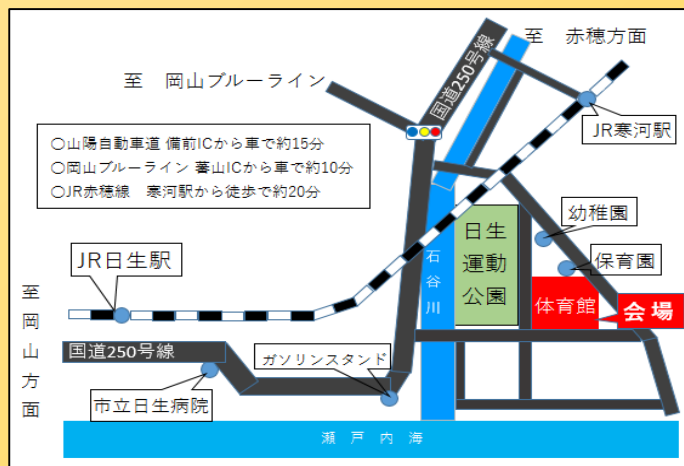 至　赤穂方面
国道250号線
至　岡山ブルーライン
JR寒河駅
〇山陽自動車道 備前ICから車で約15分
〇岡山ブルーライン 蕃山ICから車で約10分
〇JR赤穂線　寒河駅から徒歩で約20分
幼稚園
保育園
日生運動公園
石谷川
JR日生駅
体育館
会場
至岡山方面
国道250号線
ガソリンスタンド
市立日生病院
瀬戸内海